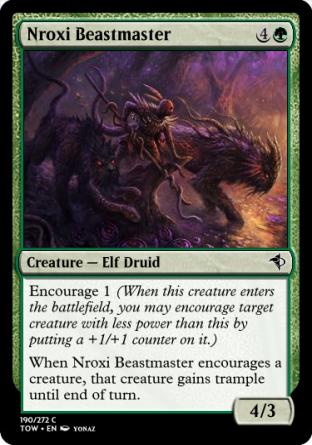 Nroxi Beastmaster 4
Creature — Elf Druid
Encourage 1 (When this creature enters
the battlefield, you may encourage target
creature with less power than this by
putting a +1/+1 counter on it.)
When Nroxi Beastmaster encourages a
creature, that creature gains trample
until end of turn.
4/3
190/272 C
TOW • EN YONAZ